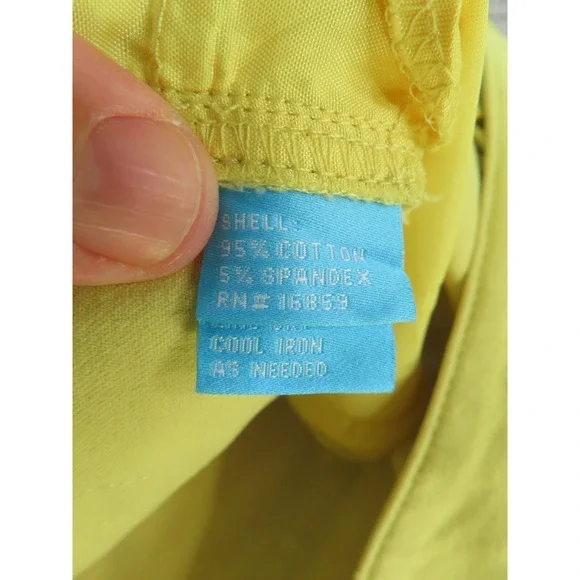 SHELL:
95% COTTON
5% SPANDEX
RN# 16859
COOL IRON
AS NEEDED